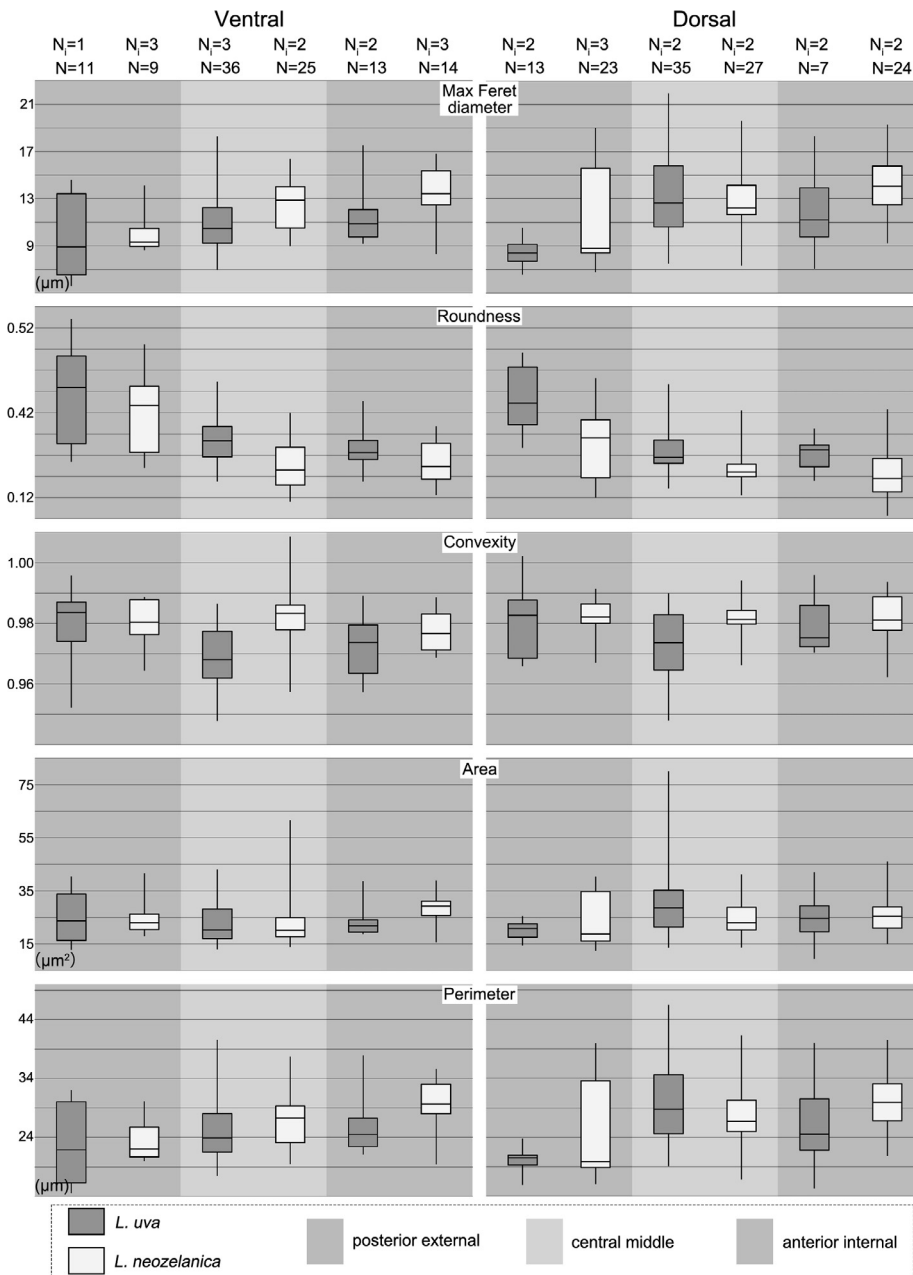 Ventral Dorsal
Nᵢ=1 Nᵢ=3 Nᵢ=3 Nᵢ=2 Nᵢ=2 Nᵢ=3 Nᵢ=2 Nᵢ=3 Nᵢ=2 Nᵢ=2 Nᵢ=2 Nᵢ=2
N=11 N=9 N=36 N=25 N=13 N=14 N=13 N=23 N=35 N=27 N=7 N=24
Max Feret
diameter
21
17
13
9
(µm)
Roundness
0.52
0.42
0.12
Convexity
1.00
0.98
0.96
Area
75
55
35
15
(µm²)
Perimeter
44
34
24
(µm)
L. uva
L. neozelanica
posterior external central middle anterior internal